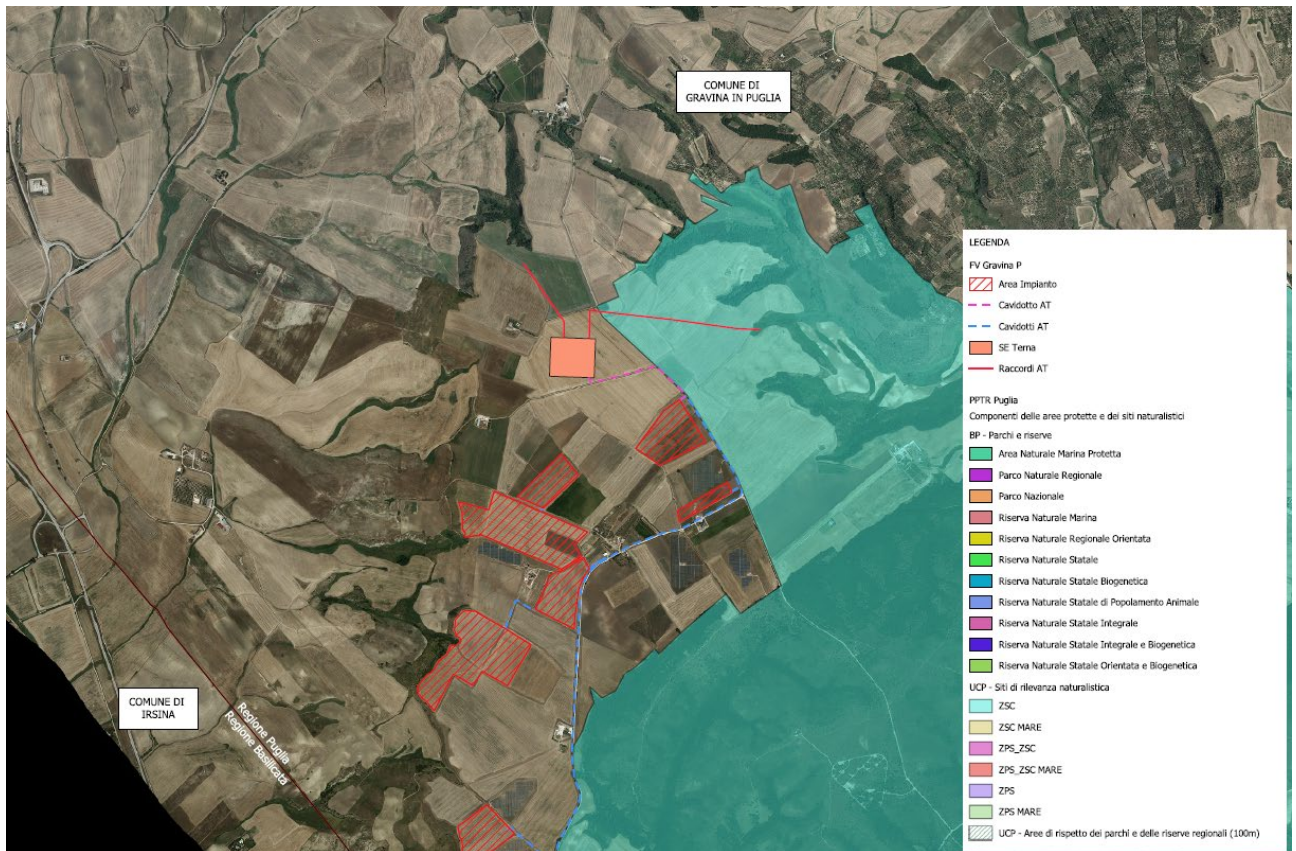 COMUNE DI
GRAVINA IN PUGLIA
COMUNE DI
IRSINA
Regione Puglia
Regione Basilicata
LEGENDA
FV Gravina P
Area Impianto
Cavidotto AT
Cavidotti AT
SE Terna
Raccordi AT
PPTR Puglia
Componenti delle aree protette e dei siti naturalistici
BP - Parchi e riserve
Area Naturale Marina Protetta
Parco Naturale Regionale
Parco Nazionale
Riserva Naturale Marina
Riserva Naturale Regionale Orientata
Riserva Naturale Statale
Riserva Naturale Statale Biogenetica
Riserva Naturale Statale di Popolamento Animale
Riserva Naturale Statale Integrale
Riserva Naturale Statale Integrale e Biogenetica
Riserva Naturale Statale Orientata e Biogenetica
UCP - Siti di rilevanza naturalistica
ZSC
ZSC MARE
ZPS_ZSC
ZPS_ZSC MARE
ZPS
ZPS MARE
UCP - Aree di rispetto dei parchi e delle riserve regionali (100m)